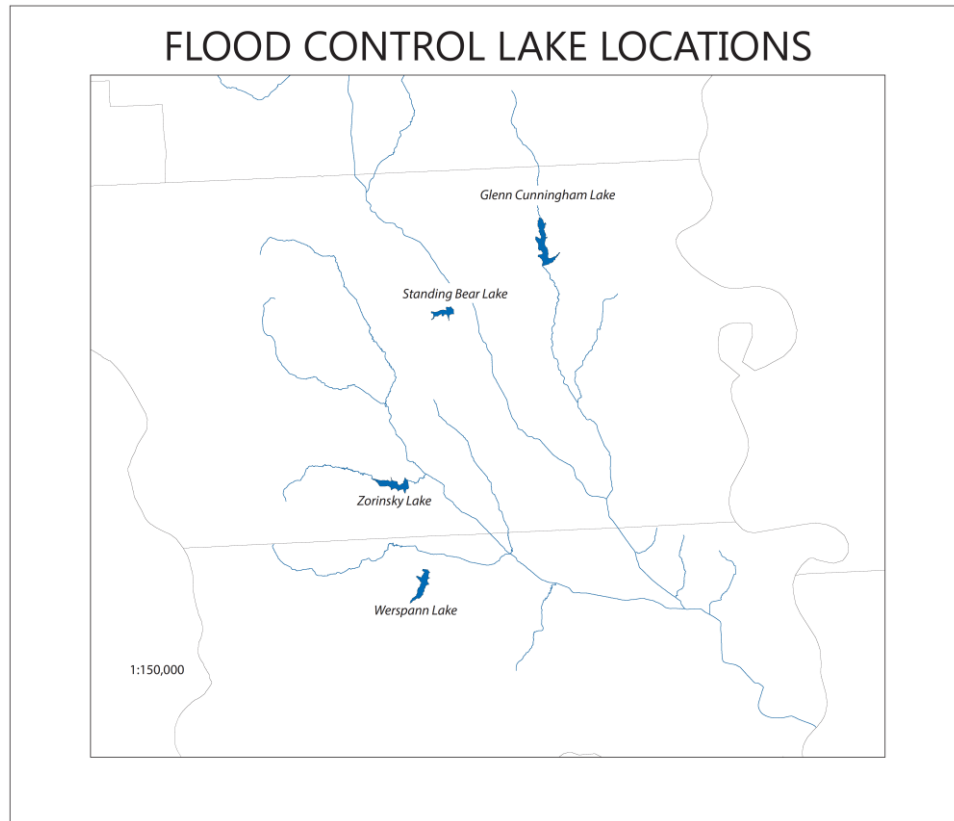 FLOOD CONTROL LAKE LOCATIONS
Glenn Cunningham Lake
Standing Bear Lake
Zorinsky Lake
Werspann Lake
1:150,000